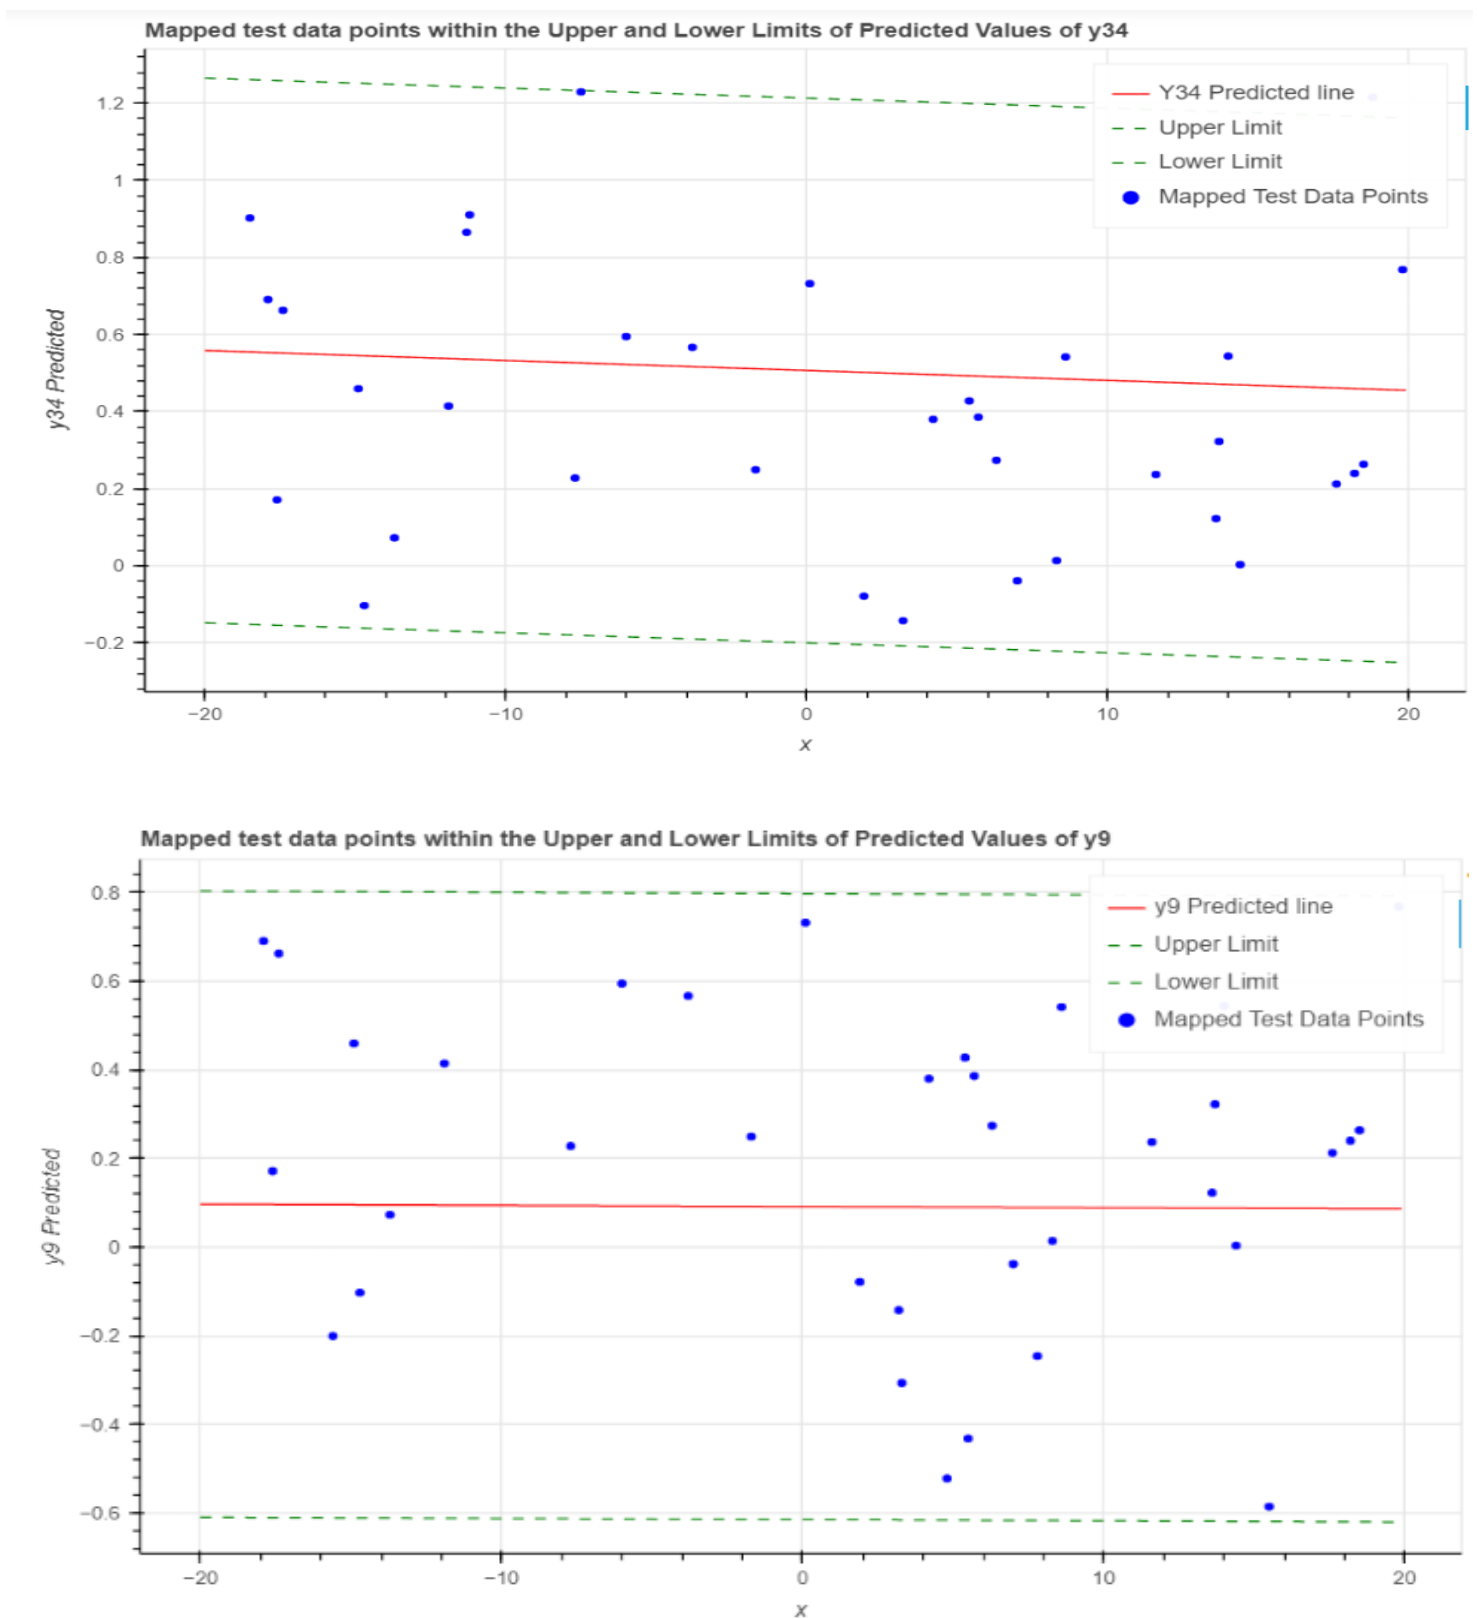 Mapped test data points within the Upper and Lower Limits of Predicted Values of y34
1.2
1
0.8
0.6
0.4
0.2
0
−0.2
y34 Predicted
Y34 Predicted line
Upper Limit
Lower Limit
Mapped Test Data Points
−20
−10
0
10
20
x
Mapped test data points within the Upper and Lower Limits of Predicted Values of y9
0.8
0.6
0.4
0.2
0
−0.2
−0.4
−0.6
y9 Predicted
y9 Predicted line
Upper Limit
Lower Limit
Mapped Test Data Points
−20
−10
0
10
20
x